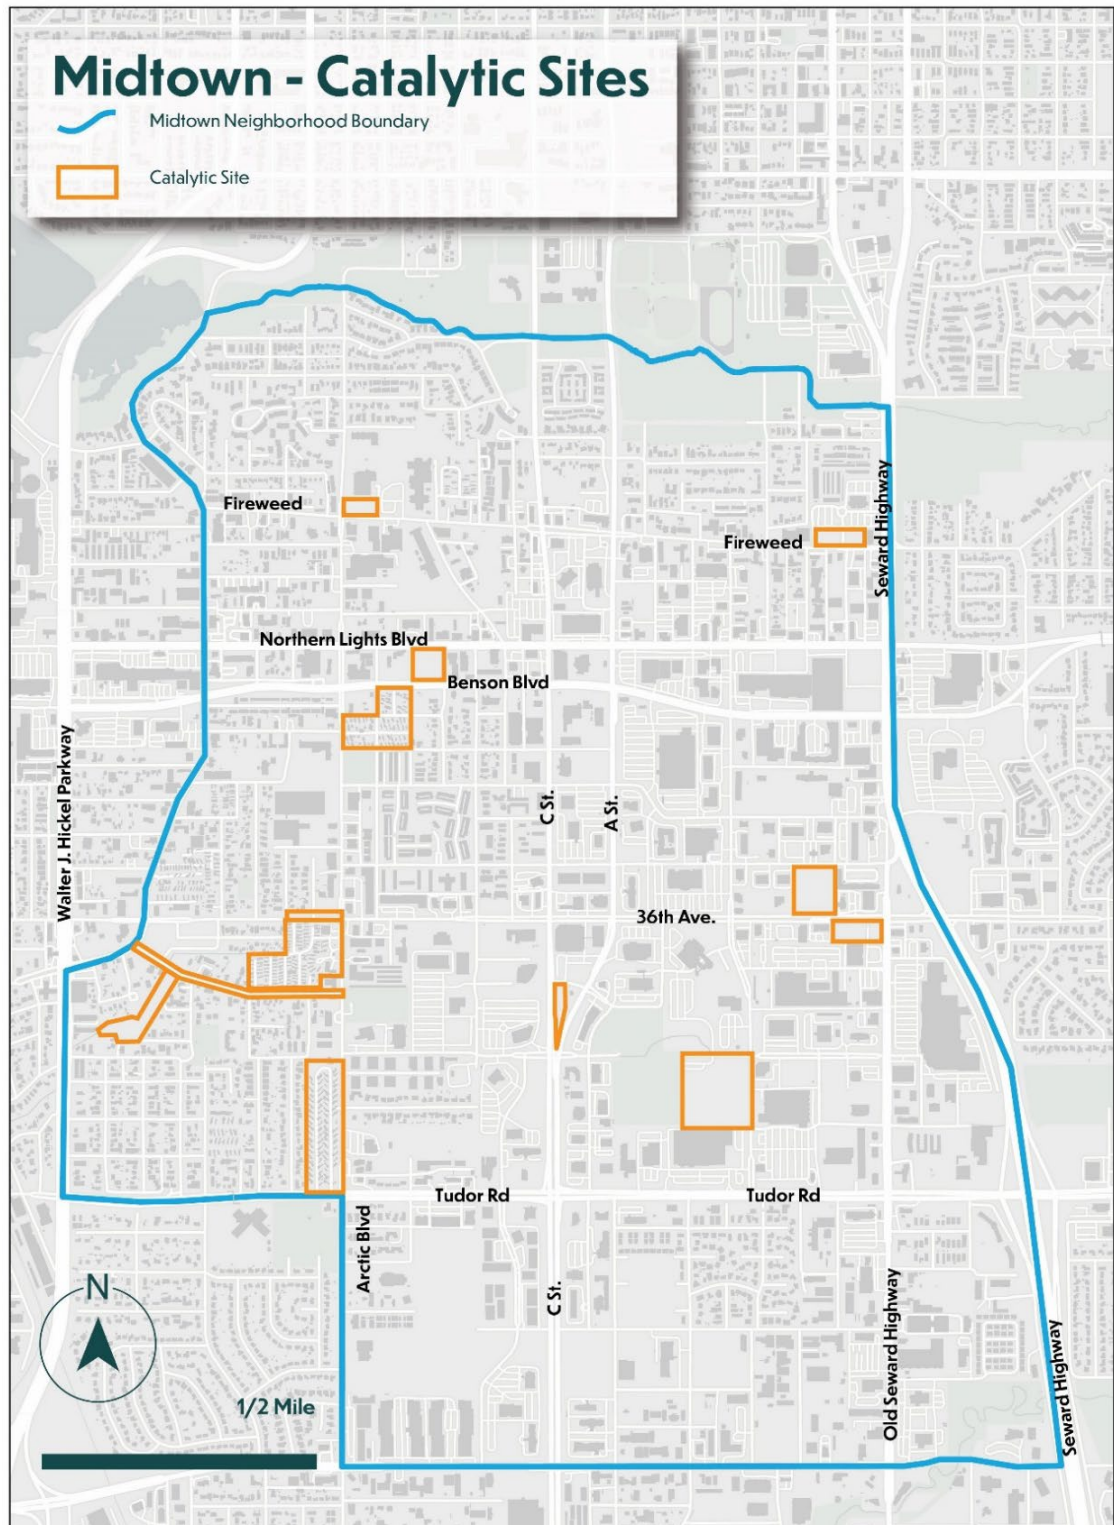 Midtown - Catalytic Sites
Midtown Neighborhood Boundary
Catalytic Site
Fireweed
Fireweed
Seward Highway
Northern Lights Blvd
Benson Blvd
Walter J. Hickel Parkway
C St.
A St.
36th Ave.
Tudor Rd
Tudor Rd
Arctic Blvd
C St.
Old Seward Highway
Seward Highway
N
1/2 Mile